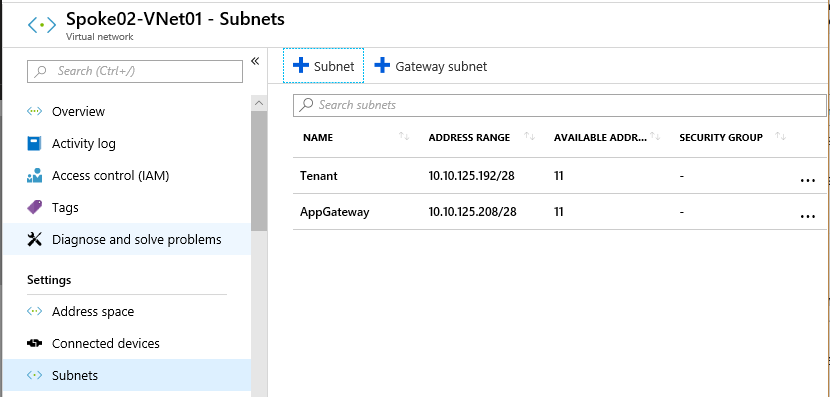 Spoke02-VNet01 - Subnets
Virtual network
Search (Ctrl+/)
«
Overview
Activity log
Access control (IAM)
Tags
Diagnose and solve problems
Settings
Address space
Connected devices
Subnets
Subnet
Gateway subnet
Search subnets
NAME ADDRESS RANGE AVAILABLE ADDR... SECURITY GROUP
Tenant 10.10.125.192/28 11 - ...
AppGateway 10.10.125.208/28 11 - ...